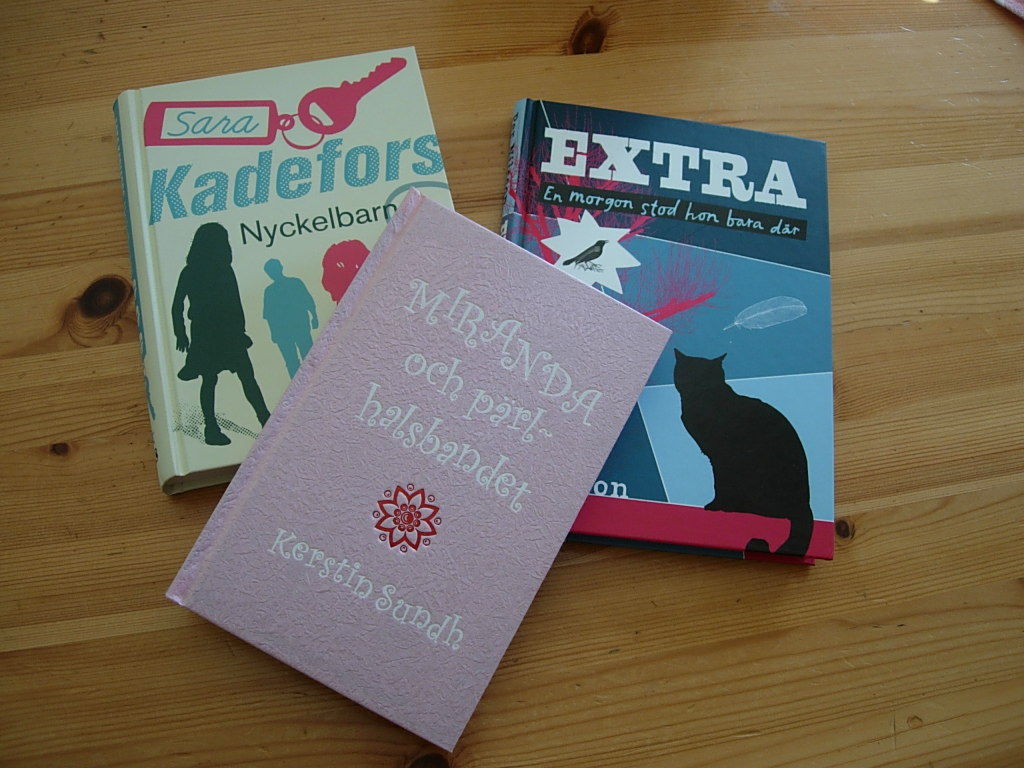 Sara
Kadefors
Nyckelbarn
EXTRA
En morgon stod hon bara där
on
MIRANDA
och pärl~
halsbandet
Kerstin Sundh